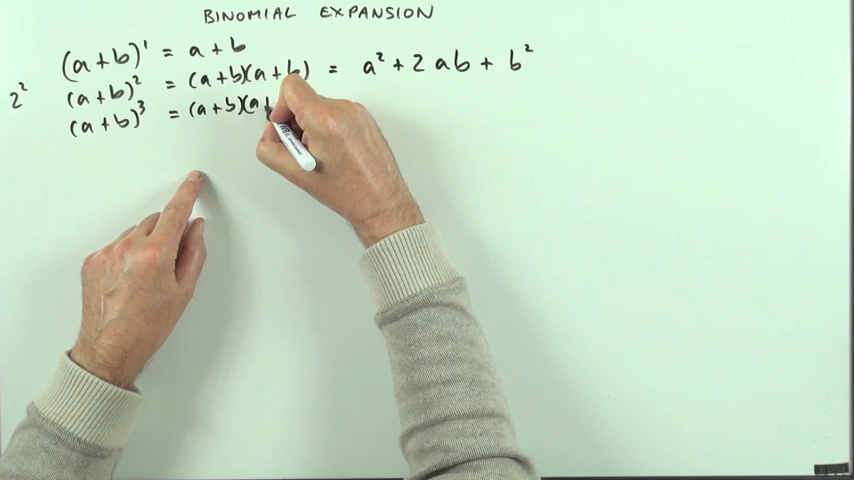 BINOMIAL EXPANSION
(a+b)¹ = a+b
2² (a+b)² = (a+b)(a+b) = a² + 2ab + b²
(a+b)³ = (a+b)(a+